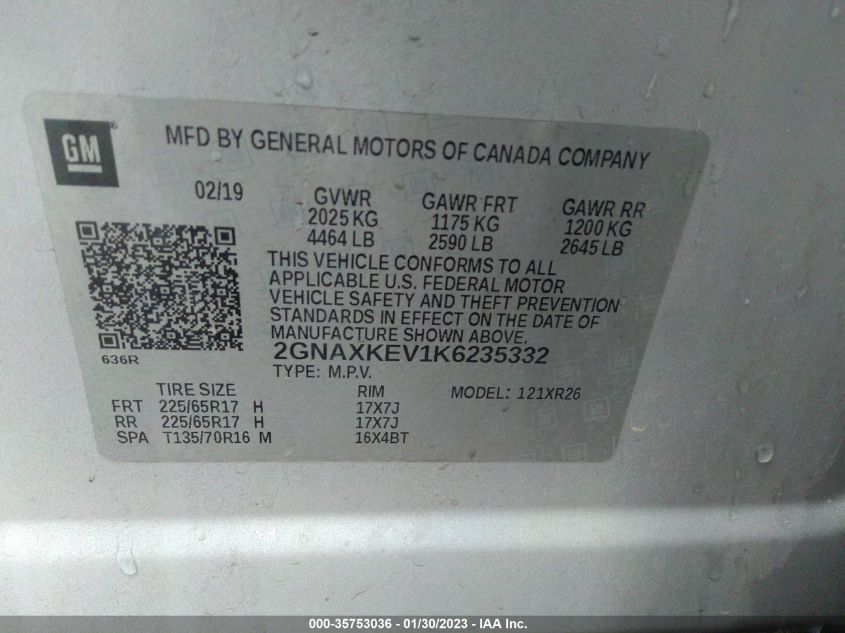 GM
MFD BY GENERAL MOTORS OF CANADA COMPANY
02/19 GVWR GAWR FRT GAWR RR
2025 KG 1175 KG 1200 KG
4464 LB 2590 LB 2645 LB
THIS VEHICLE CONFORMS TO ALL
APPLICABLE U.S. FEDERAL MOTOR
VEHICLE SAFETY AND THEFT PREVENTION
STANDARDS IN EFFECT ON THE DATE OF
MANUFACTURE SHOWN ABOVE.
636R 2GNAXKEV1K6235332
TYPE: M.P.V.
TIRE SIZE RIM MODEL: 121XR26
FRT 225/65R17 H 17X7J
RR 225/65R17 H 17X7J
SPA T135/70R16 M 16X4BT
GM
000-35753036 - 01/30/2023 - IAA Inc.